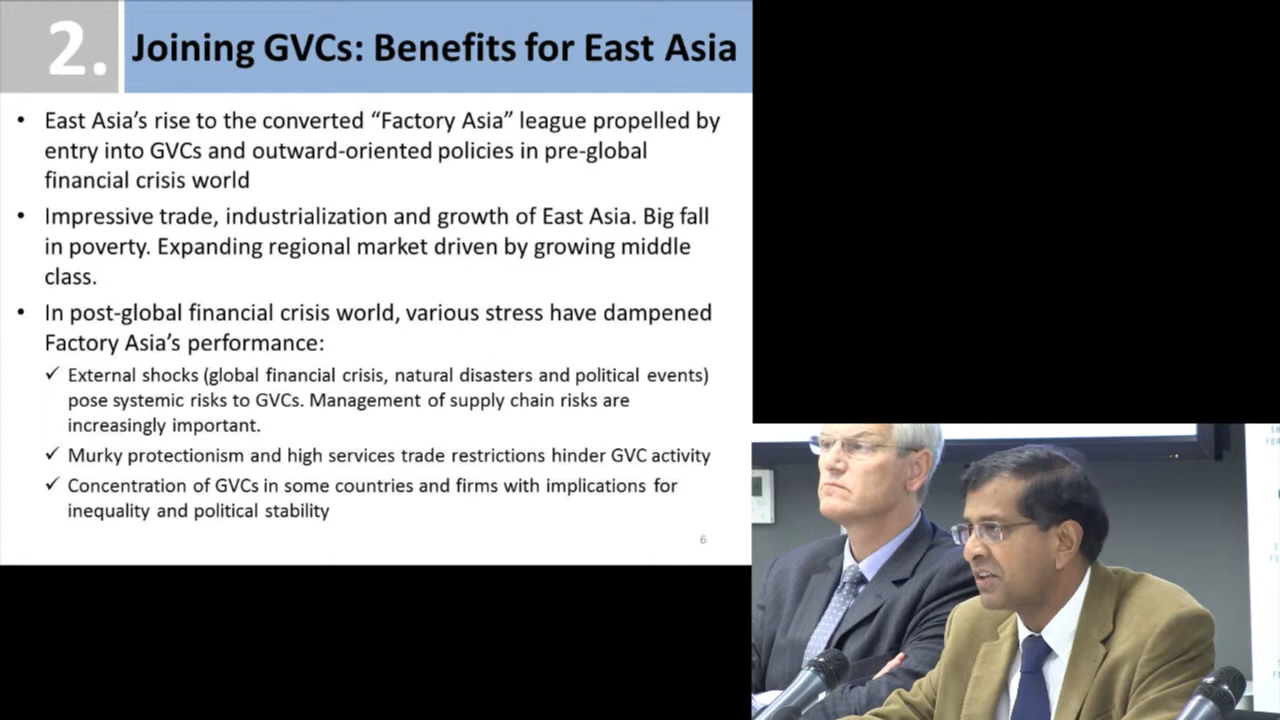 2.
Joining GVCs: Benefits for East Asia
• East Asia's rise to the converted “Factory Asia” league propelled by
entry into GVCs and outward-oriented policies in pre-global
financial crisis world
• Impressive trade, industrialization and growth of East Asia. Big fall
in poverty. Expanding regional market driven by growing middle
class.
• In post-global financial crisis world, various stress have dampened
Factory Asia's performance:
✓ External shocks (global financial crisis, natural disasters and political events)
pose systemic risks to GVCs. Management of supply chain risks are
increasingly important.
✓ Murky protectionism and high services trade restrictions hinder GVC activity
✓ Concentration of GVCs in some countries and firms with implications for
inequality and political stability
6